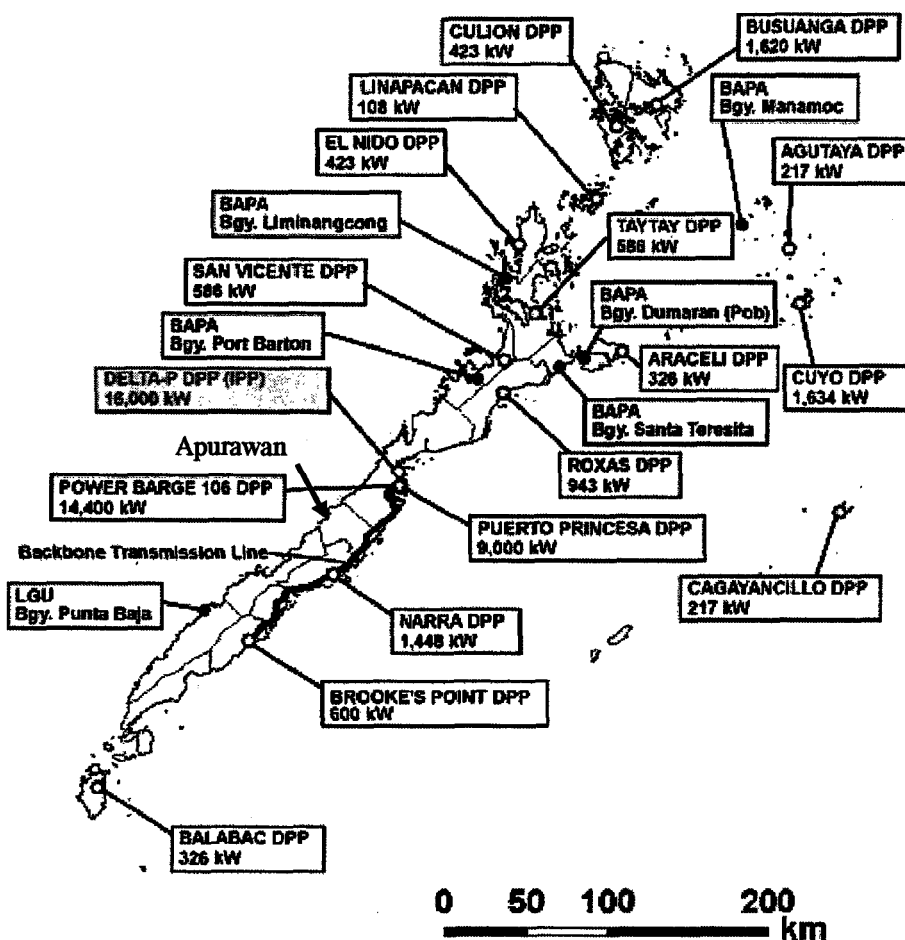 CULION DPP
423 kW
BUSUANGA DPP
1,620 kW
LINAPACAN DPP
108 kW
BAPA
Bgy. Manamoc
EL NIDO DPP
423 kW
AGUTAYA DPP
217 kW
BAPA
Bgy. Liminangcong
TAYTAY DPP
586 kW
SAN VICENTE DPP
586 kW
BAPA
Bgy. Dumaran (Pob)
BAPA
Bgy. Port Barton
ARACELI DPP
326 kW
CUYO DPP
1,634 kW
DELTA-P DPP (IPP)
16,000 kW
BAPA
Bgy. Santa Teresita
Apurawan
ROXAS DPP
943 kW
POWER BARGE 106 DPP
14,400 kW
PUERTO PRINCESA DPP
9,000 kW
Backbone Transmission Line
CAGAYANCILLO DPP
217 kW
LGU
Bgy. Punta Baja
NARRA DPP
1,448 kW
BROOKE'S POINT DPP
600 kW
BALABAC DPP
326 kW
0 50 100 200
km